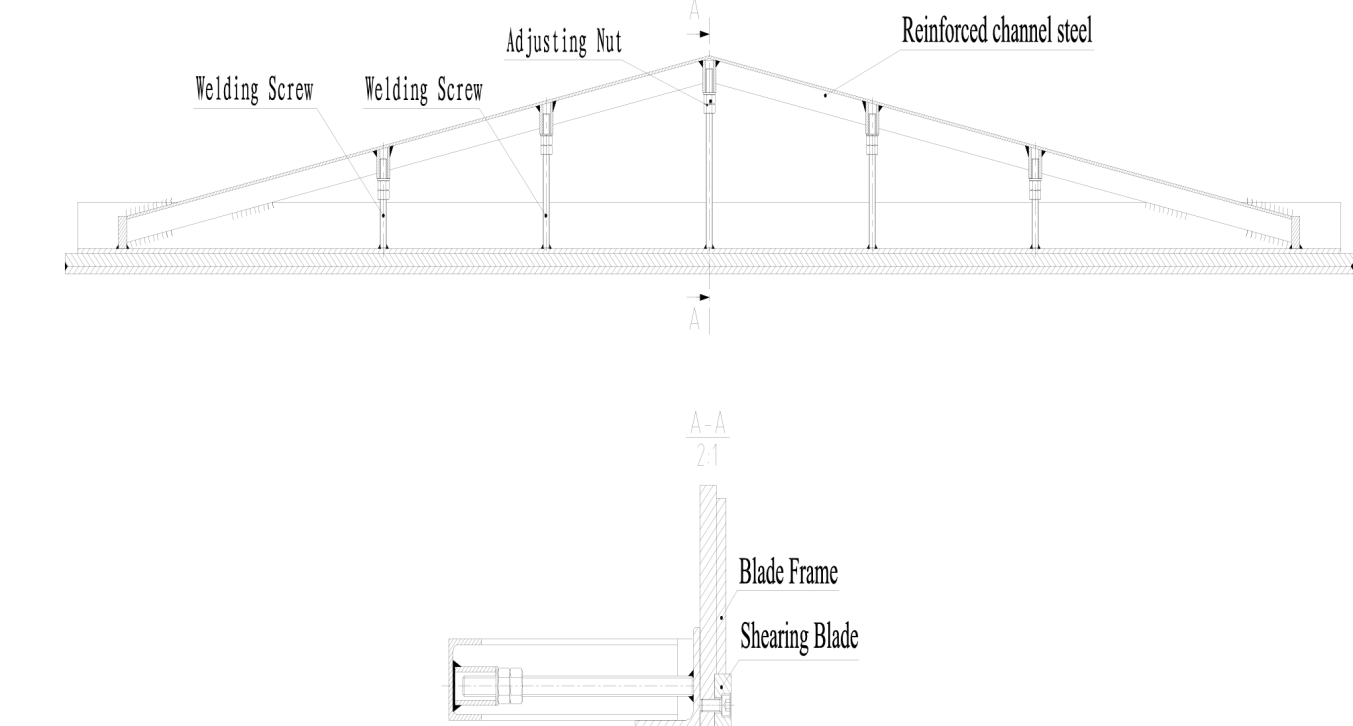 A
Reinforced channel steel
Adjusting Nut
Welding Screw
Welding Screw
A
A-A
2:1
Blade Frame
Shearing Blade